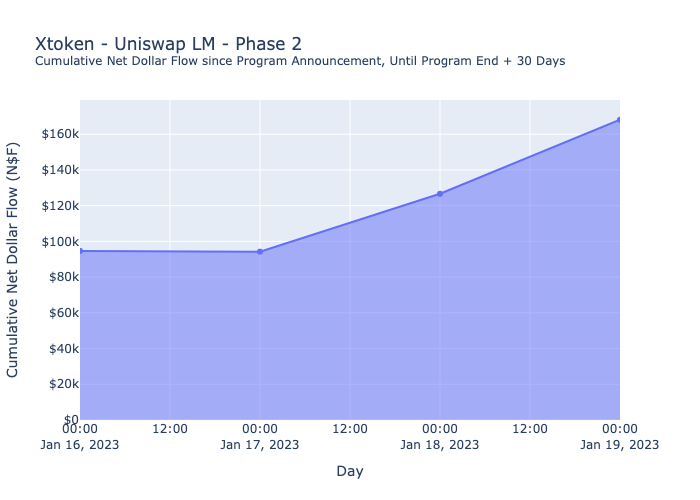 Xtoken - Uniswap LM - Phase 2
Cumulative Net Dollar Flow since Program Announcement, Until Program End + 30 Days
Cumulative Net Dollar Flow (N$F)
$160k
$140k
$120k
$100k
$80k
$60k
$40k
$20k
$0
00:00 12:00 00:00 12:00 00:00 12:00 00:00
Jan 16, 2023 Jan 17, 2023 Jan 18, 2023 Jan 19, 2023
Day